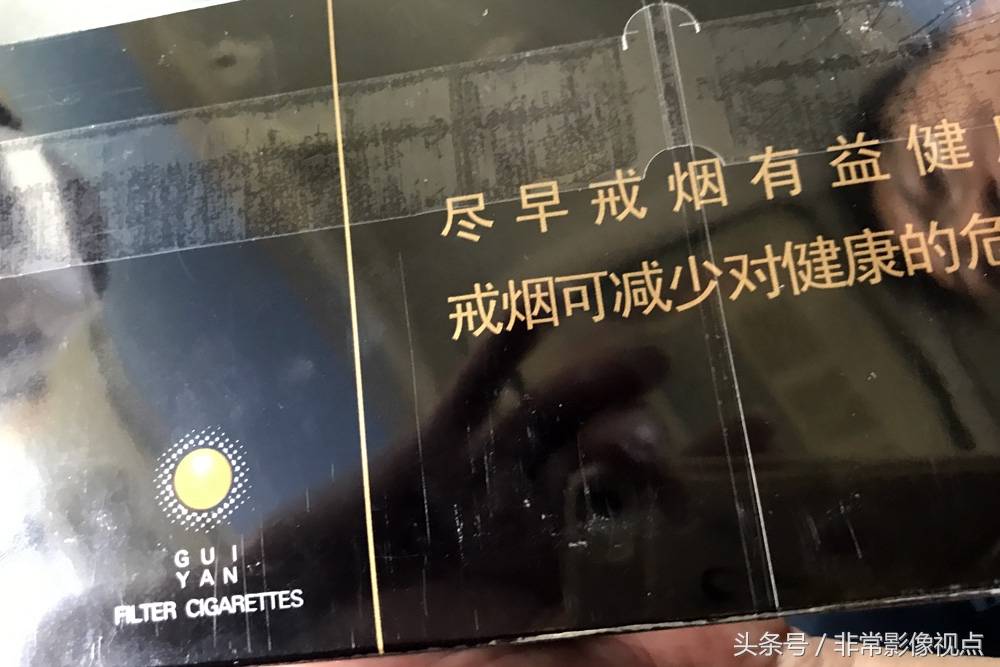 尽早戒烟有益健
戒烟可减少对健康的危
GUI
YAN
FILTER CIGARETTES
头条号 / 非常影像视点